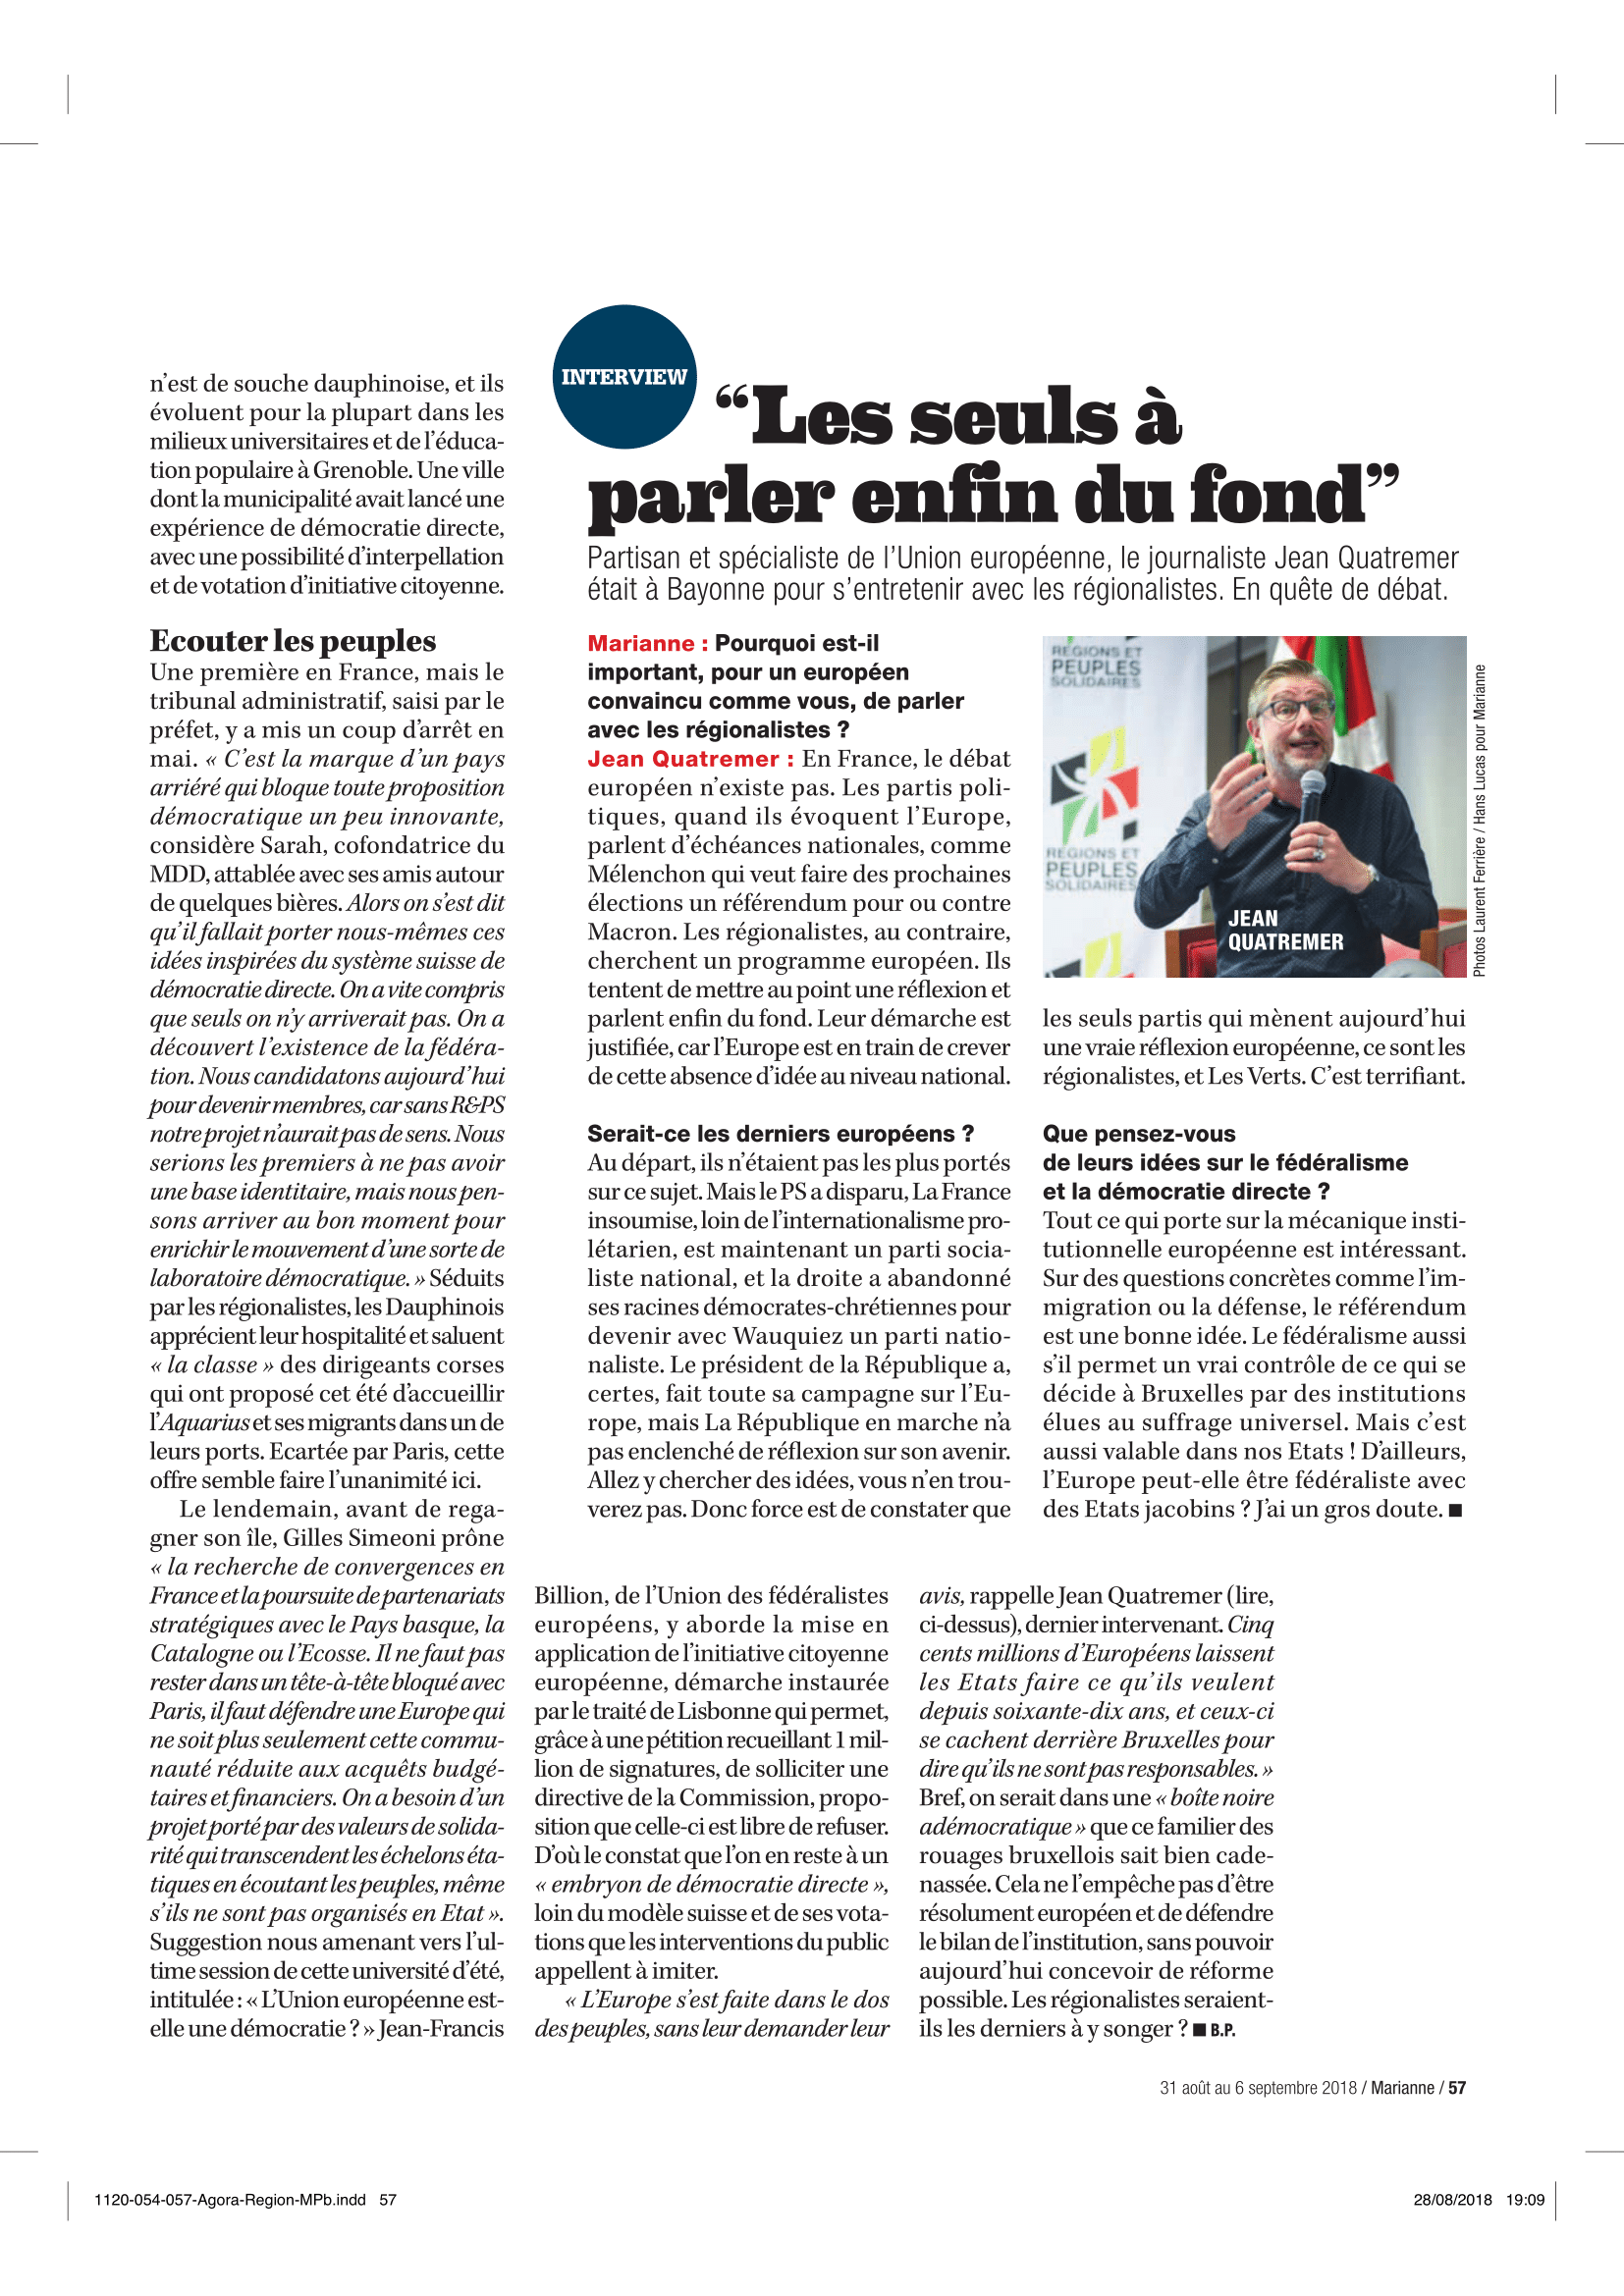 n’est de souche dauphinoise, et ils
évoluent pour la plupart dans les
milieux universitaires et de l’éduca-
tion populaire à Grenoble. Une ville
dont la municipalité avait lancé une
expérience de démocratie directe,
avec une possibilité d’interpellation
et de votation d’initiative citoyenne.
Ecouter les peuples
Une première en France, mais le
tribunal administratif, saisi par le
préfet, y a mis un coup d’arrêt en
mai. « C’est la marque d’un pays
arriéré qui bloque toute proposition
démocratique un peu innovante,
considère Sarah, cofondatrice du
MDD, attablée avec ses amis autour
de quelques bières. Alors on s’est dit
qu’il fallait porter nous-mêmes ces
idées inspirées du système suisse de
démocratie directe. On a vite compris
que seuls on n’y arriverait pas. On a
découvert l’existence de la fédéra-
tion. Nous candidatons aujourd’hui
pour devenir membres, car sans R&PS
notre projet n’aurait pas de sens. Nous
serions les premiers à ne pas avoir
une base identitaire, mais nous pen-
sons arriver au bon moment pour
enrichir le mouvement d’une sorte de
laboratoire démocratique. » Séduits
par les régionalistes, les Dauphinois
apprécient leur hospitalité et saluent
« la classe » des dirigeants corses
qui ont proposé cet été d’accueillir
l’Aquarius et ses migrants dans un de
leurs ports. Ecartée par Paris, cette
offre semble faire l’unanimité ici.
Le lendemain, avant de rega-
gner son île, Gilles Simeoni prône
« la recherche de convergences en
France et la poursuite de partenariats
stratégiques avec le Pays basque, la
Catalogne ou l’Ecosse. Il ne faut pas
rester dans un tête-à-tête bloqué avec
Paris, il faut défendre une Europe qui
ne soit plus seulement cette commu-
nauté réduite aux acquêts budgé-
taires et financiers. On a besoin d’un
projet porté par des valeurs de solida-
rité qui transcendent les échelons éta-
tiques en écoutant les peuples, même
s’ils ne sont pas organisés en Etat ».
Suggestion nous amenant vers l’ul-
time session de cette université d’été,
intitulée : « L’Union européenne est-
elle une démocratie ? » Jean-Francis
INTERVIEW
“Les seuls à
parler enfin du fond”
Partisan et spécialiste de l’Union européenne, le journaliste Jean Quatremer
était à Bayonne pour s’entretenir avec les régionalistes. En quête de débat.
Marianne : Pourquoi est-il
important, pour un européen
convaincu comme vous, de parler
avec les régionalistes ?
Jean Quatremer : En France, le débat
européen n’existe pas. Les partis poli-
tiques, quand ils évoquent l’Europe,
parlent d’échéances nationales, comme
Mélenchon qui veut faire des prochaines
élections un référendum pour ou contre
Macron. Les régionalistes, au contraire,
cherchent un programme européen. Ils
tentent de mettre au point une réflexion et
parlent enfin du fond. Leur démarche est
justifiée, car l’Europe est en train de crever
de cette absence d’idée au niveau national.
Serait-ce les derniers européens ?
Au départ, ils n’étaient pas les plus portés
sur ce sujet. Mais le PS a disparu, La France
insoumise, loin de l’internationalisme pro-
létarien, est maintenant un parti socia-
liste national, et la droite a abandonné
ses racines démocrates-chrétiennes pour
devenir avec Wauquiez un parti natio-
naliste. Le président de la République a,
certes, fait toute sa campagne sur l’Eu-
rope, mais La République en marche n’a
pas enclenché de réflexion sur son avenir.
Allez y chercher des idées, vous n’en trou-
verez pas. Donc force est de constater que
REGIONS ET
PEUPLES
SOLIDAIRES
REGIONS ET
PEUPLES
SOLIDAIRES
JEAN
QUATREMER
Photos Laurent Ferrière / Hans Lucas pour Marianne
les seuls partis qui mènent aujourd’hui
une vraie réflexion européenne, ce sont les
régionalistes, et Les Verts. C’est terrifiant.
Que pensez-vous
de leurs idées sur le fédéralisme
et la démocratie directe ?
Tout ce qui porte sur la mécanique insti-
tutionnelle européenne est intéressant.
Sur des questions concrètes comme l’im-
migration ou la défense, le référendum
est une bonne idée. Le fédéralisme aussi
s’il permet un vrai contrôle de ce qui se
décide à Bruxelles par des institutions
élues au suffrage universel. Mais c’est
aussi valable dans nos Etats ! D’ailleurs,
l’Europe peut-elle être fédéraliste avec
des Etats jacobins ? J’ai un gros doute. ■
Billion, de l’Union des fédéralistes
européens, y aborde la mise en
application de l’initiative citoyenne
européenne, démarche instaurée
par le traité de Lisbonne qui permet,
grâce à une pétition recueillant 1 mil-
lion de signatures, de solliciter une
directive de la Commission, propo-
sition que celle-ci est libre de refuser.
D’où le constat que l’on en reste à un
« embryon de démocratie directe »,
loin du modèle suisse et de ses vota-
tions que les interventions du public
appellent à imiter.
« L’Europe s’est faite dans le dos
des peuples, sans leur demander leur
avis, rappelle Jean Quatremer (lire,
ci-dessus), dernier intervenant. Cinq
cents millions d’Européens laissent
les Etats faire ce qu’ils veulent
depuis soixante-dix ans, et ceux-ci
se cachent derrière Bruxelles pour
dire qu’ils ne sont pas responsables. »
Bref, on serait dans une « boîte noire
adémocratique » que ce familier des
rouages bruxellois sait bien cade-
nassée. Cela ne l’empêche pas d’être
résolument européen et de défendre
le bilan de l’institution, sans pouvoir
aujourd’hui concevoir de réforme
possible. Les régionalistes seraient-
ils les derniers à y songer ? ■ B.P.
31 août au 6 septembre 2018 / Marianne / 57
1120-054-057-Agora-Region-MPb.indd 57
28/08/2018 19:09